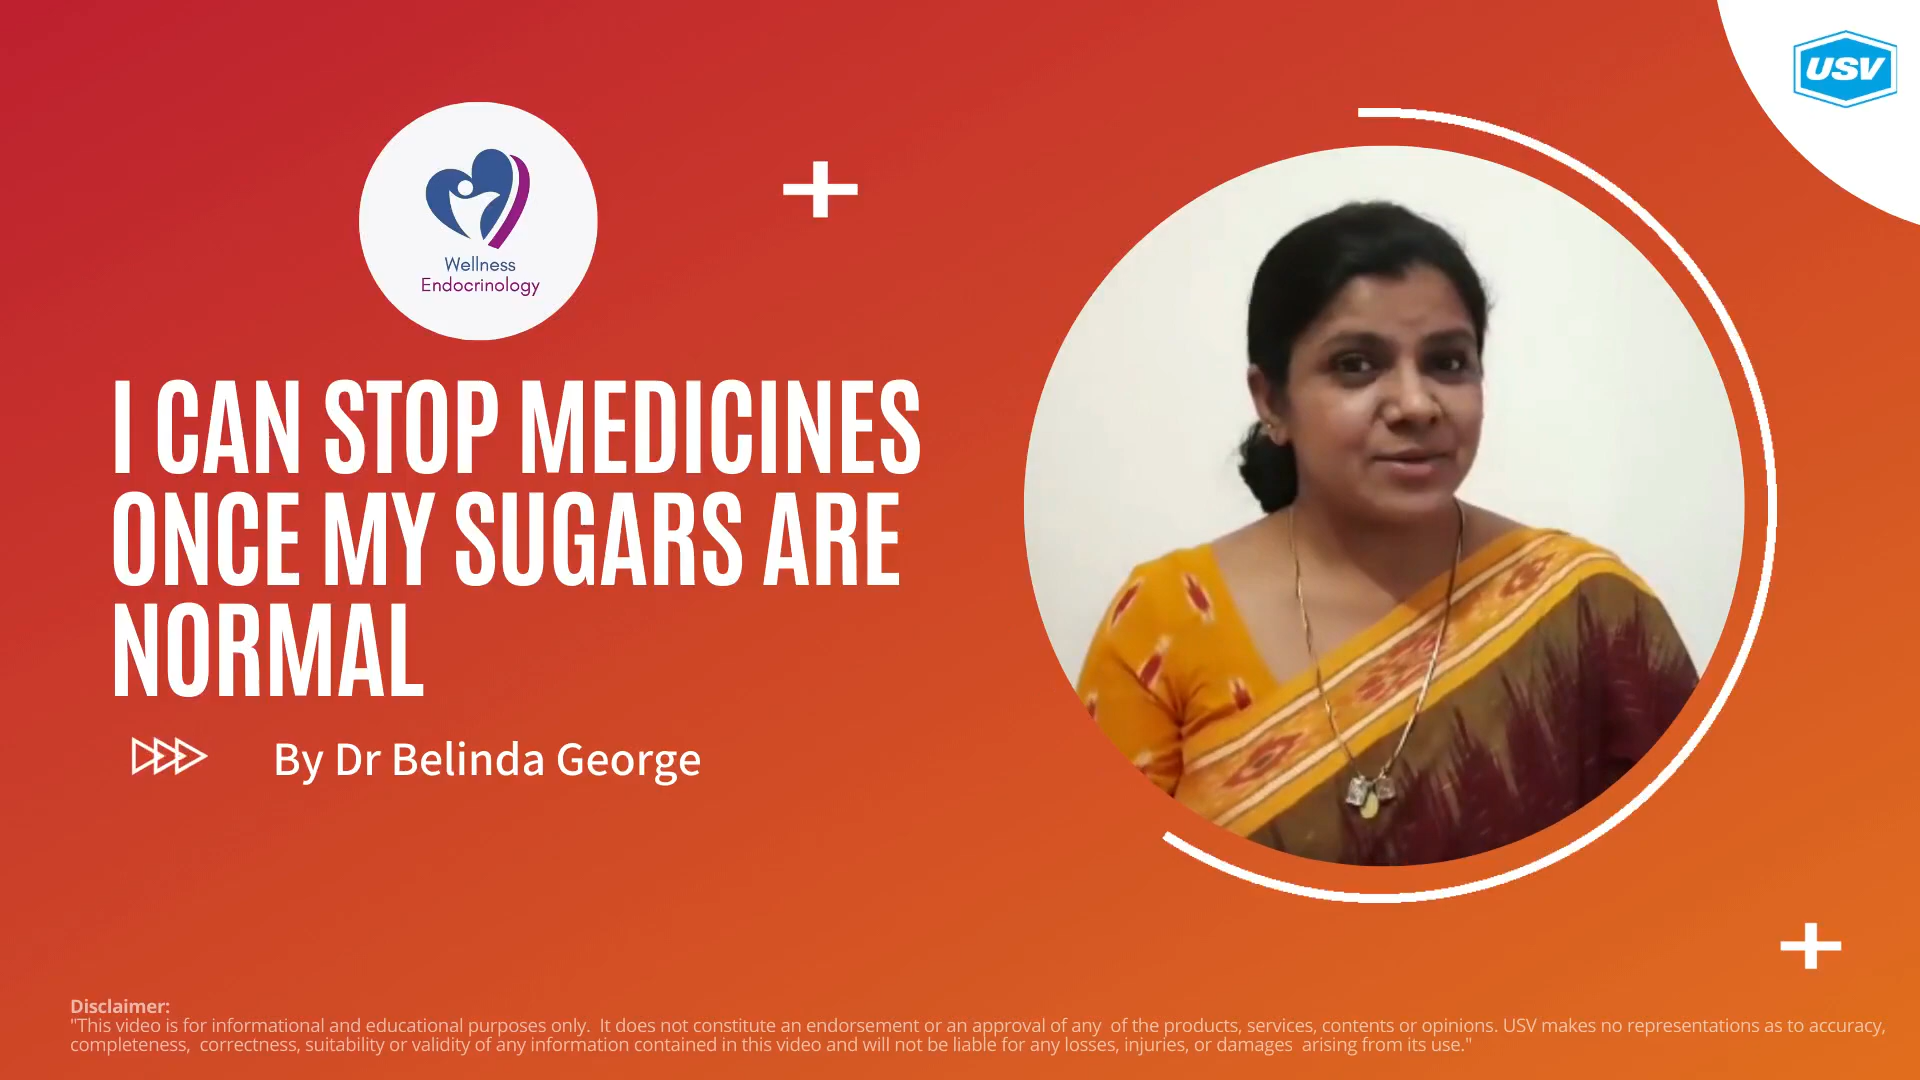 USV
Wellness
Endocrinology
I CAN STOP MEDICINES
ONCE MY SUGARS ARE
NORMAL
By Dr Belinda George
Disclaimer:
"This video is for informational and educational purposes only. It does not constitute an endorsement or an approval of any of the products, services, contents or opinions. USV makes no representations as to accuracy,
completeness, correctness, suitability or validity of any information contained in this video and will not be liable for any losses, injuries, or damages arising from its use."